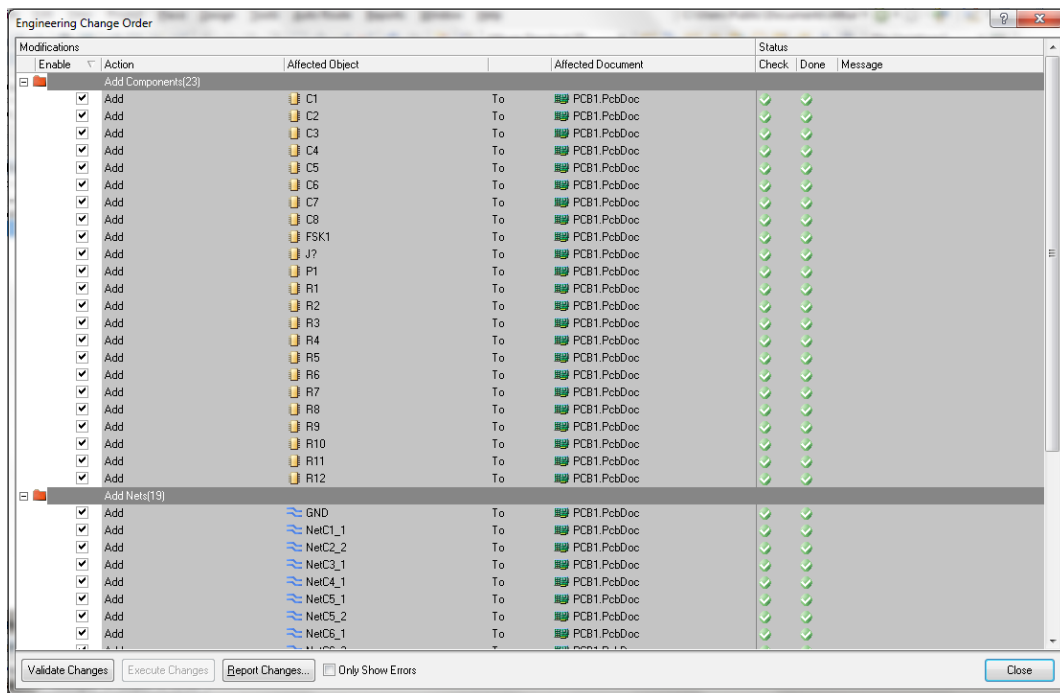 Engineering Change Order
Modifications Status
Enable Action Affected Object Affected Document Check Done Message
Add Components(23)
Add C1 To PCB1.PcbDoc
Add C2 To PCB1.PcbDoc
Add C3 To PCB1.PcbDoc
Add C4 To PCB1.PcbDoc
Add C5 To PCB1.PcbDoc
Add C6 To PCB1.PcbDoc
Add C7 To PCB1.PcbDoc
Add C8 To PCB1.PcbDoc
Add FSK1 To PCB1.PcbDoc
Add J? To PCB1.PcbDoc
Add P1 To PCB1.PcbDoc
Add R1 To PCB1.PcbDoc
Add R2 To PCB1.PcbDoc
Add R3 To PCB1.PcbDoc
Add R4 To PCB1.PcbDoc
Add R5 To PCB1.PcbDoc
Add R6 To PCB1.PcbDoc
Add R7 To PCB1.PcbDoc
Add R8 To PCB1.PcbDoc
Add R9 To PCB1.PcbDoc
Add R10 To PCB1.PcbDoc
Add R11 To PCB1.PcbDoc
Add R12 To PCB1.PcbDoc
Add Nets(19)
Add GND To PCB1.PcbDoc
Add NetC1_1 To PCB1.PcbDoc
Add NetC2_2 To PCB1.PcbDoc
Add NetC3_1 To PCB1.PcbDoc
Add NetC4_1 To PCB1.PcbDoc
Add NetC5_1 To PCB1.PcbDoc
Add NetC5_2 To PCB1.PcbDoc
Add NetC6_1 To PCB1.PcbDoc
Validate Changes Execute Changes Report Changes... Only Show Errors Close